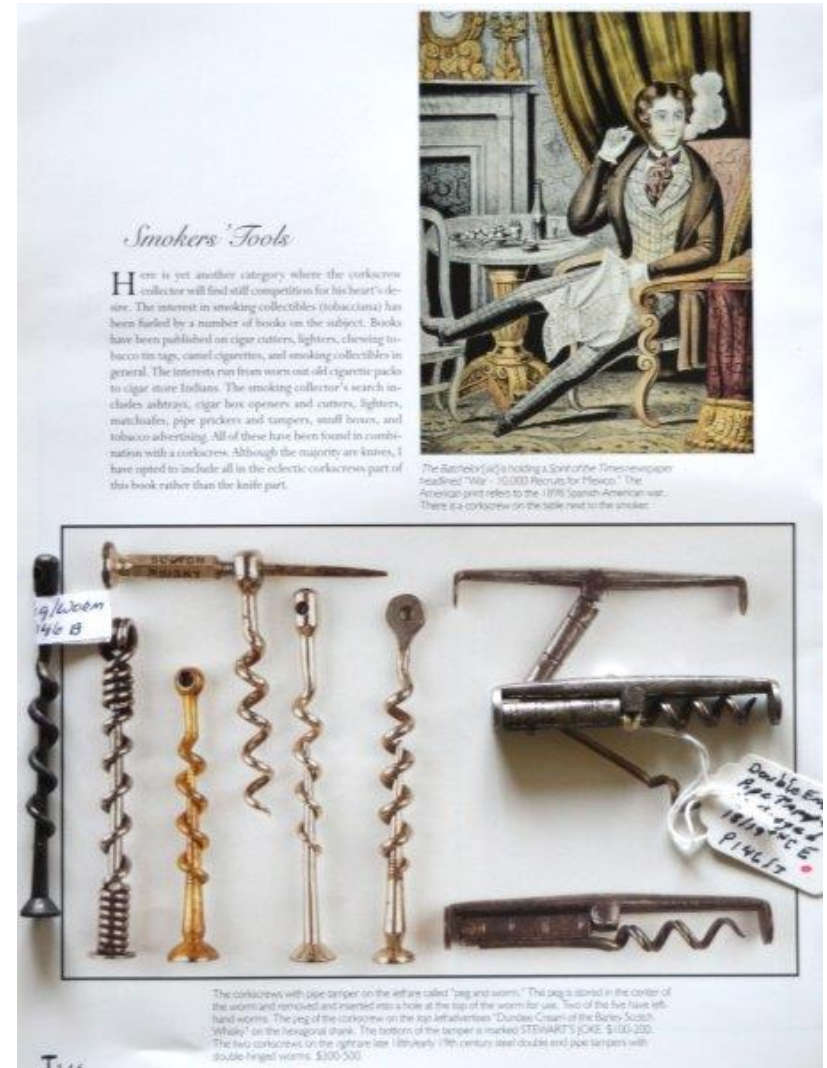 Smokers' Tools
Here is yet another category where the corkscrew
collector will find stiff competition for his heart's de-
sire. The interest in smoking collectibles (tobacciana) has
been fueled by a number of books on the subject. Books
have been published on cigar cutters, lighters, chewing to-
bacco tin tags, camel cigarettes, and smoking collectibles in
general. The interests run from worn out old cigarette packs
to cigar store Indians. The smoking collector's search in-
cludes ashtrays, cigar box openers and cutters, lighters,
matchsafes, pipe prickers and tampers, snuff boxes, and
tobacco advertising. All of these have been found in combi-
nation with a corkscrew. Although the majority are knives, I
have opted to include all in the eclectic corkscrews part of
this book rather than the knife part.
The Batchelor [sic] is holding a Spirit of the Times newspaper
headlined "War - 10,000 Recruits for Mexico." The
American print refers to the 1898 Spanish-American war.
There is a corkscrew on the table next to the smoker.
SCOTCH
WHISKY
g/Worm
146 B
Double En
Pipe Tamp
18/19
P146/
The corkscrews with pipe tamper on the left are called "peg and worms." The peg is stored in the center of
the worm and removed and inserted into a hole at the top of the worm for use. Two of the five have left
hand worms. The peg of the corkscrew on the top left advertises "Dundee Cream of the Barley Scotch
Whisky" on the hexagonal shank. The bottom of the tamper is marked STEWART'S JOKE. $100-200.
The two corkscrews on the right are late 18th/early 19th century steel double end pipe tampers with
double hinged worms. $300-500